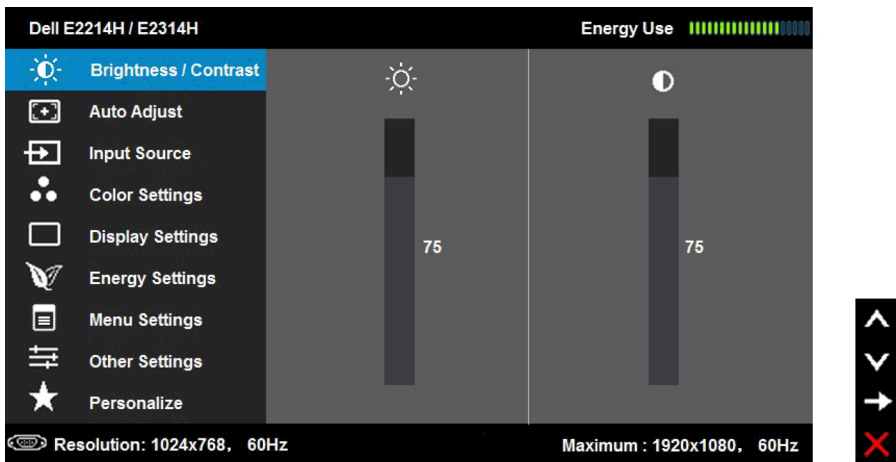 Dell E2214H / E2314H
Energy Use
Brightness / Contrast
Auto Adjust
Input Source
Color Settings
Display Settings
Energy Settings
Menu Settings
Other Settings
Personalize
75
75
Resolution: 1024x768, 60Hz
Maximum : 1920x1080, 60Hz